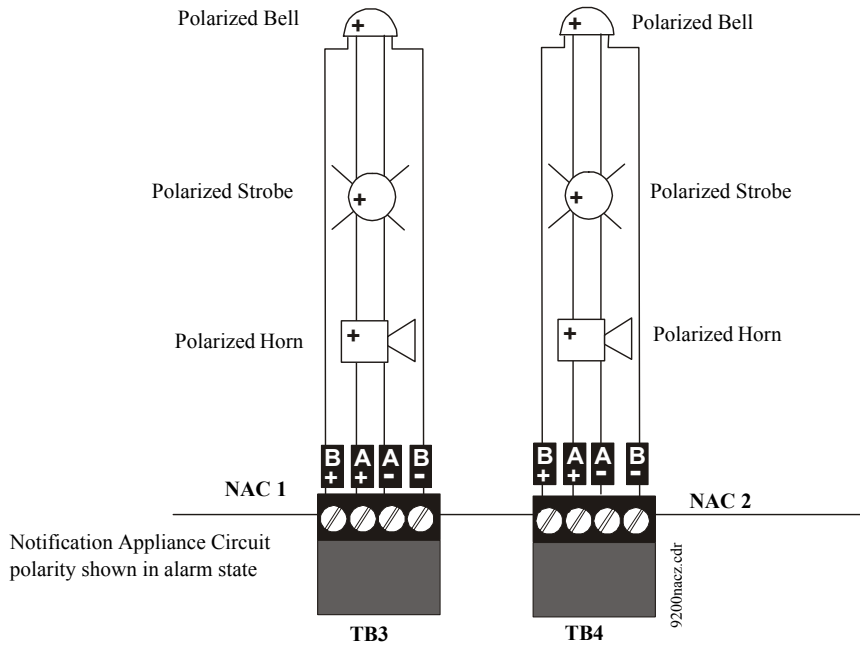 Polarized Bell
Polarized Bell
+
+
Polarized Strobe
Polarized Strobe
+
+
Polarized Horn
Polarized Horn
+
+
B A A B
+ + - -
B A A B
+ + - -
NAC 1
NAC 2
Notification Appliance Circuit
polarity shown in alarm state
9200nacz.cdr
TB3
TB4